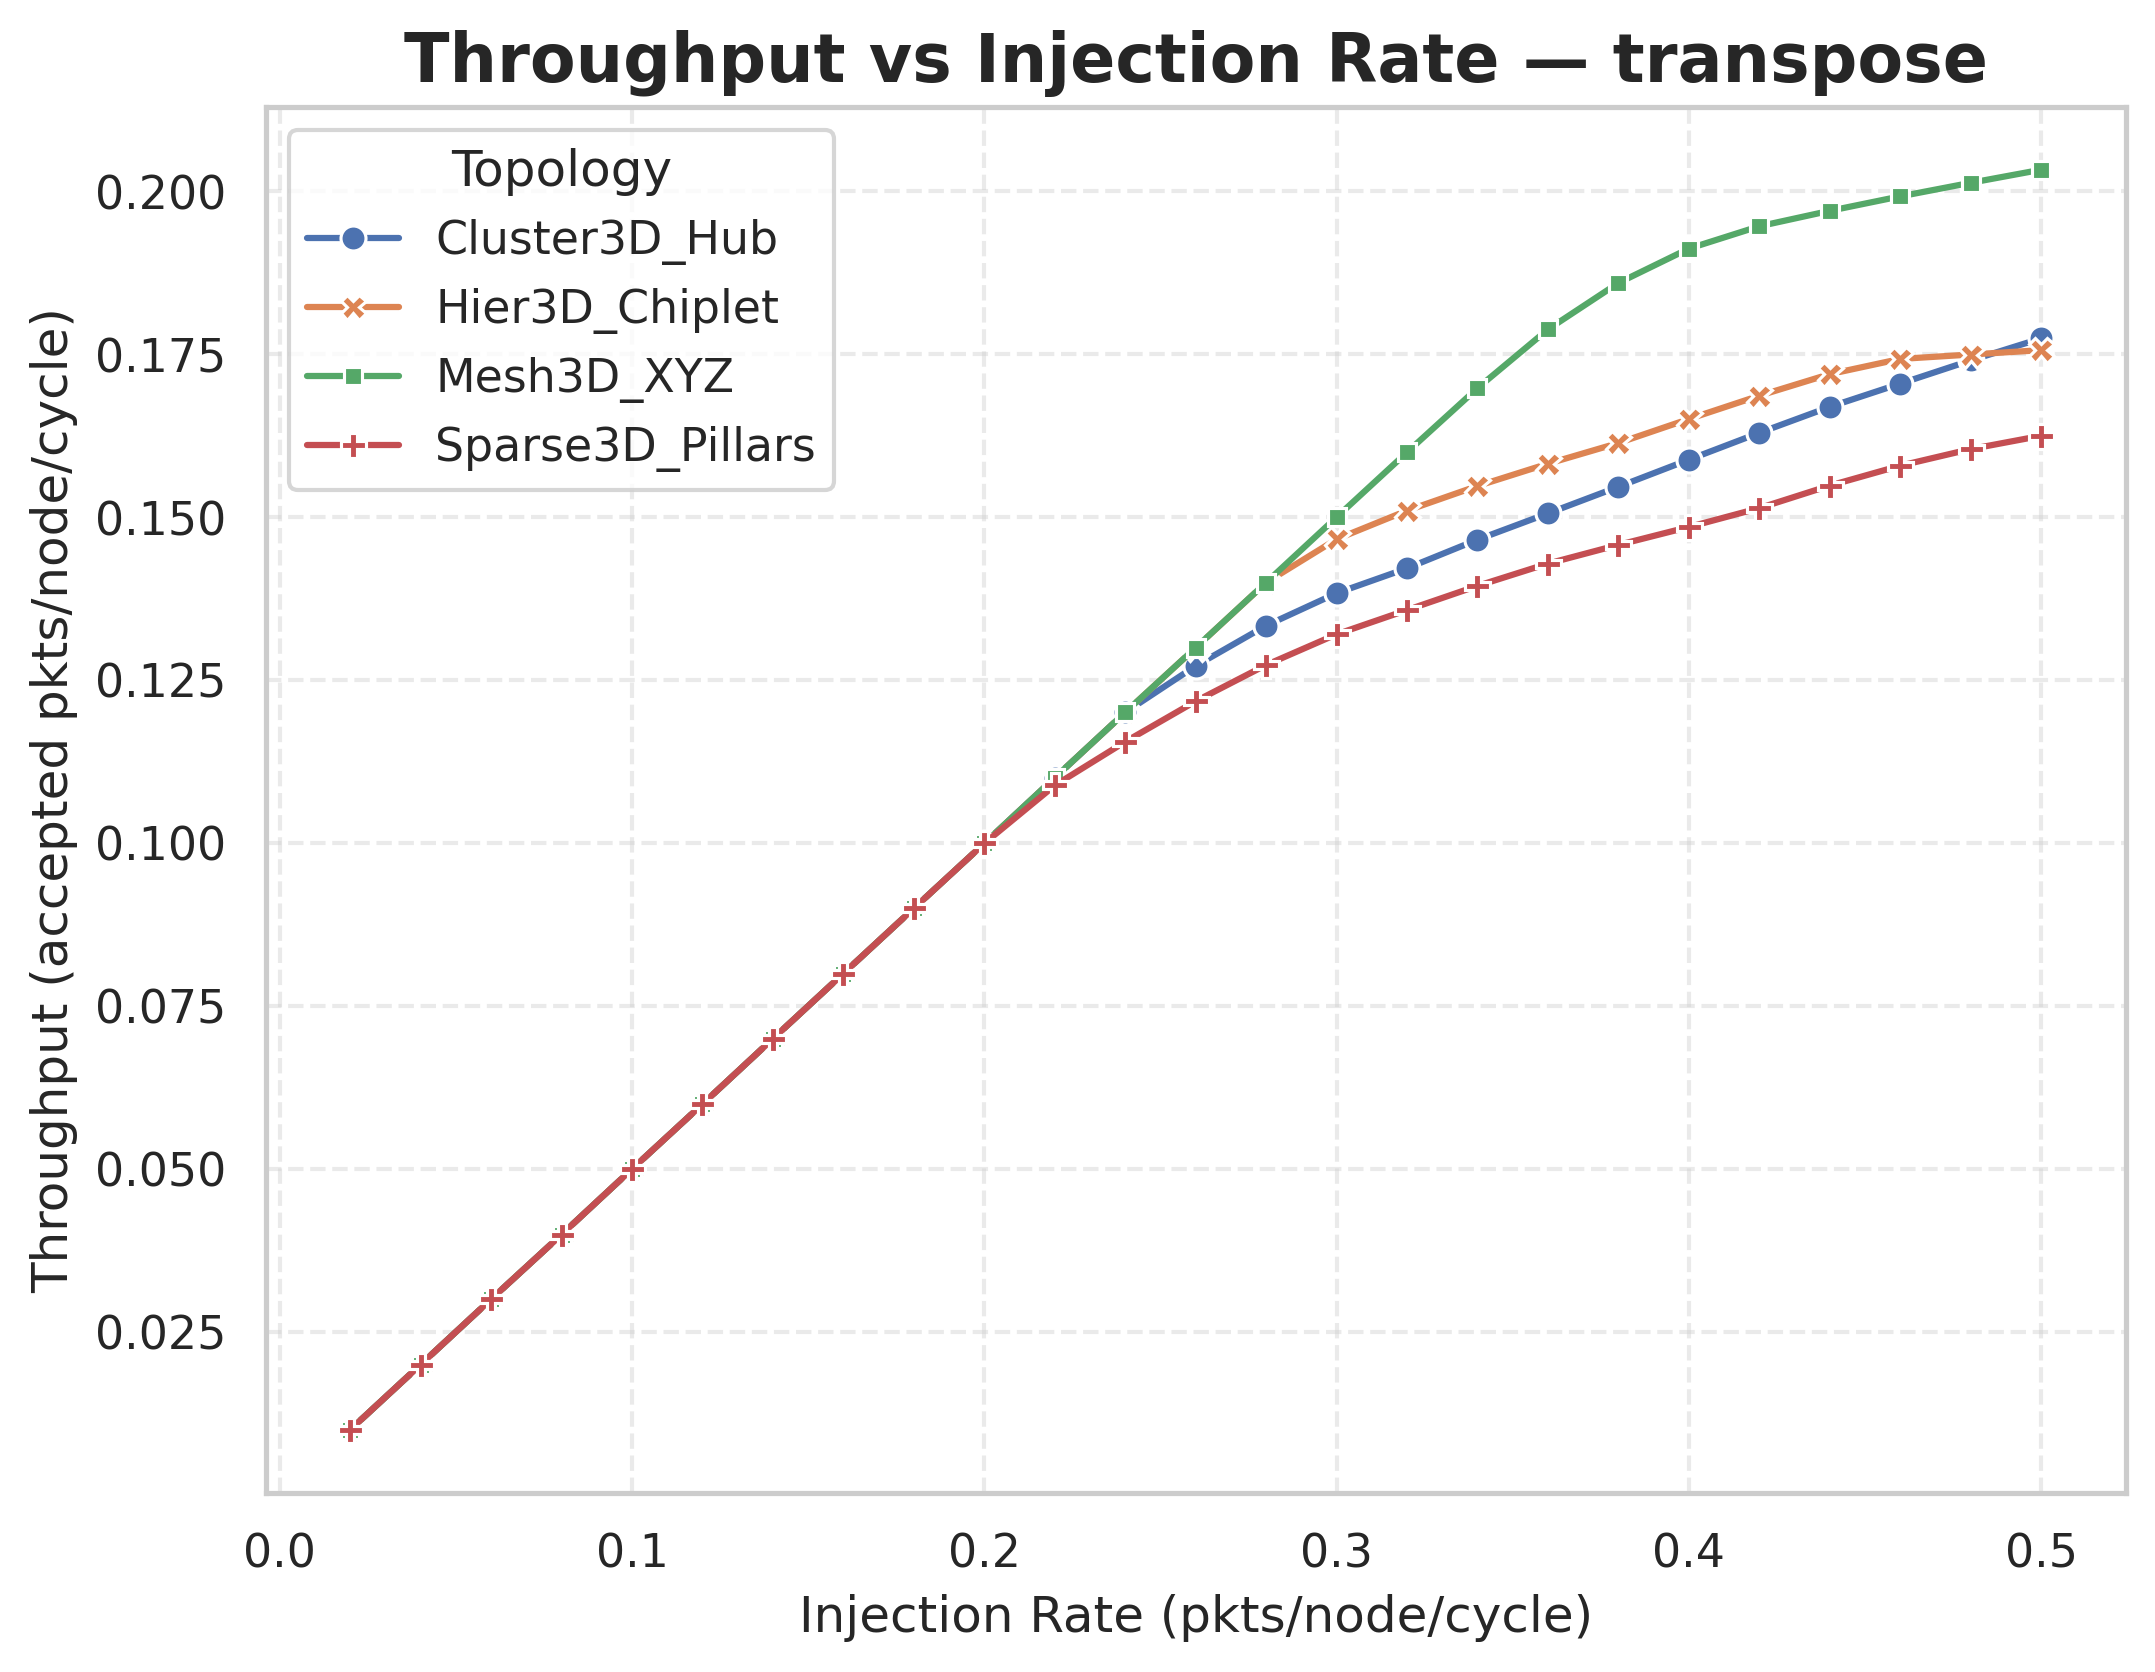 Throughput vs Injection Rate — transpose
Topology
Cluster3D_Hub
Hier3D_Chiplet
Mesh3D_XYZ
Sparse3D_Pillars
Throughput (accepted pkts/node/cycle)
0.200
0.175
0.150
0.125
0.100
0.075
0.050
0.025
0.0 0.1 0.2 0.3 0.4 0.5
Injection Rate (pkts/node/cycle)